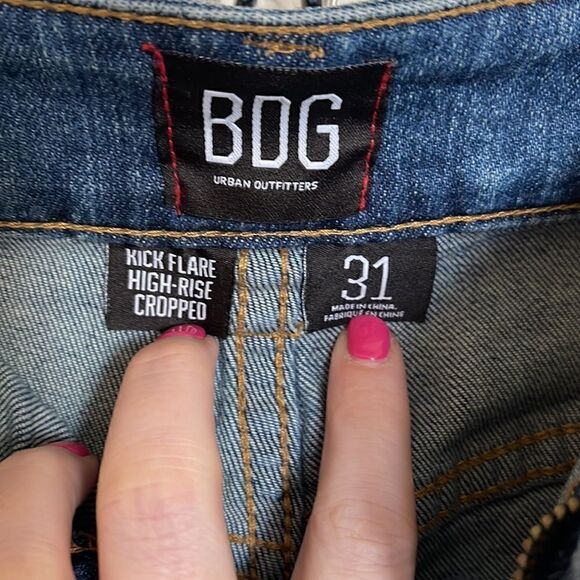 BDG
URBAN OUTFITTERS
KICK FLARE
HIGH-RISE
CROPPED
31
MADE IN CHINA.
FABRIQUÉ EN CHINE